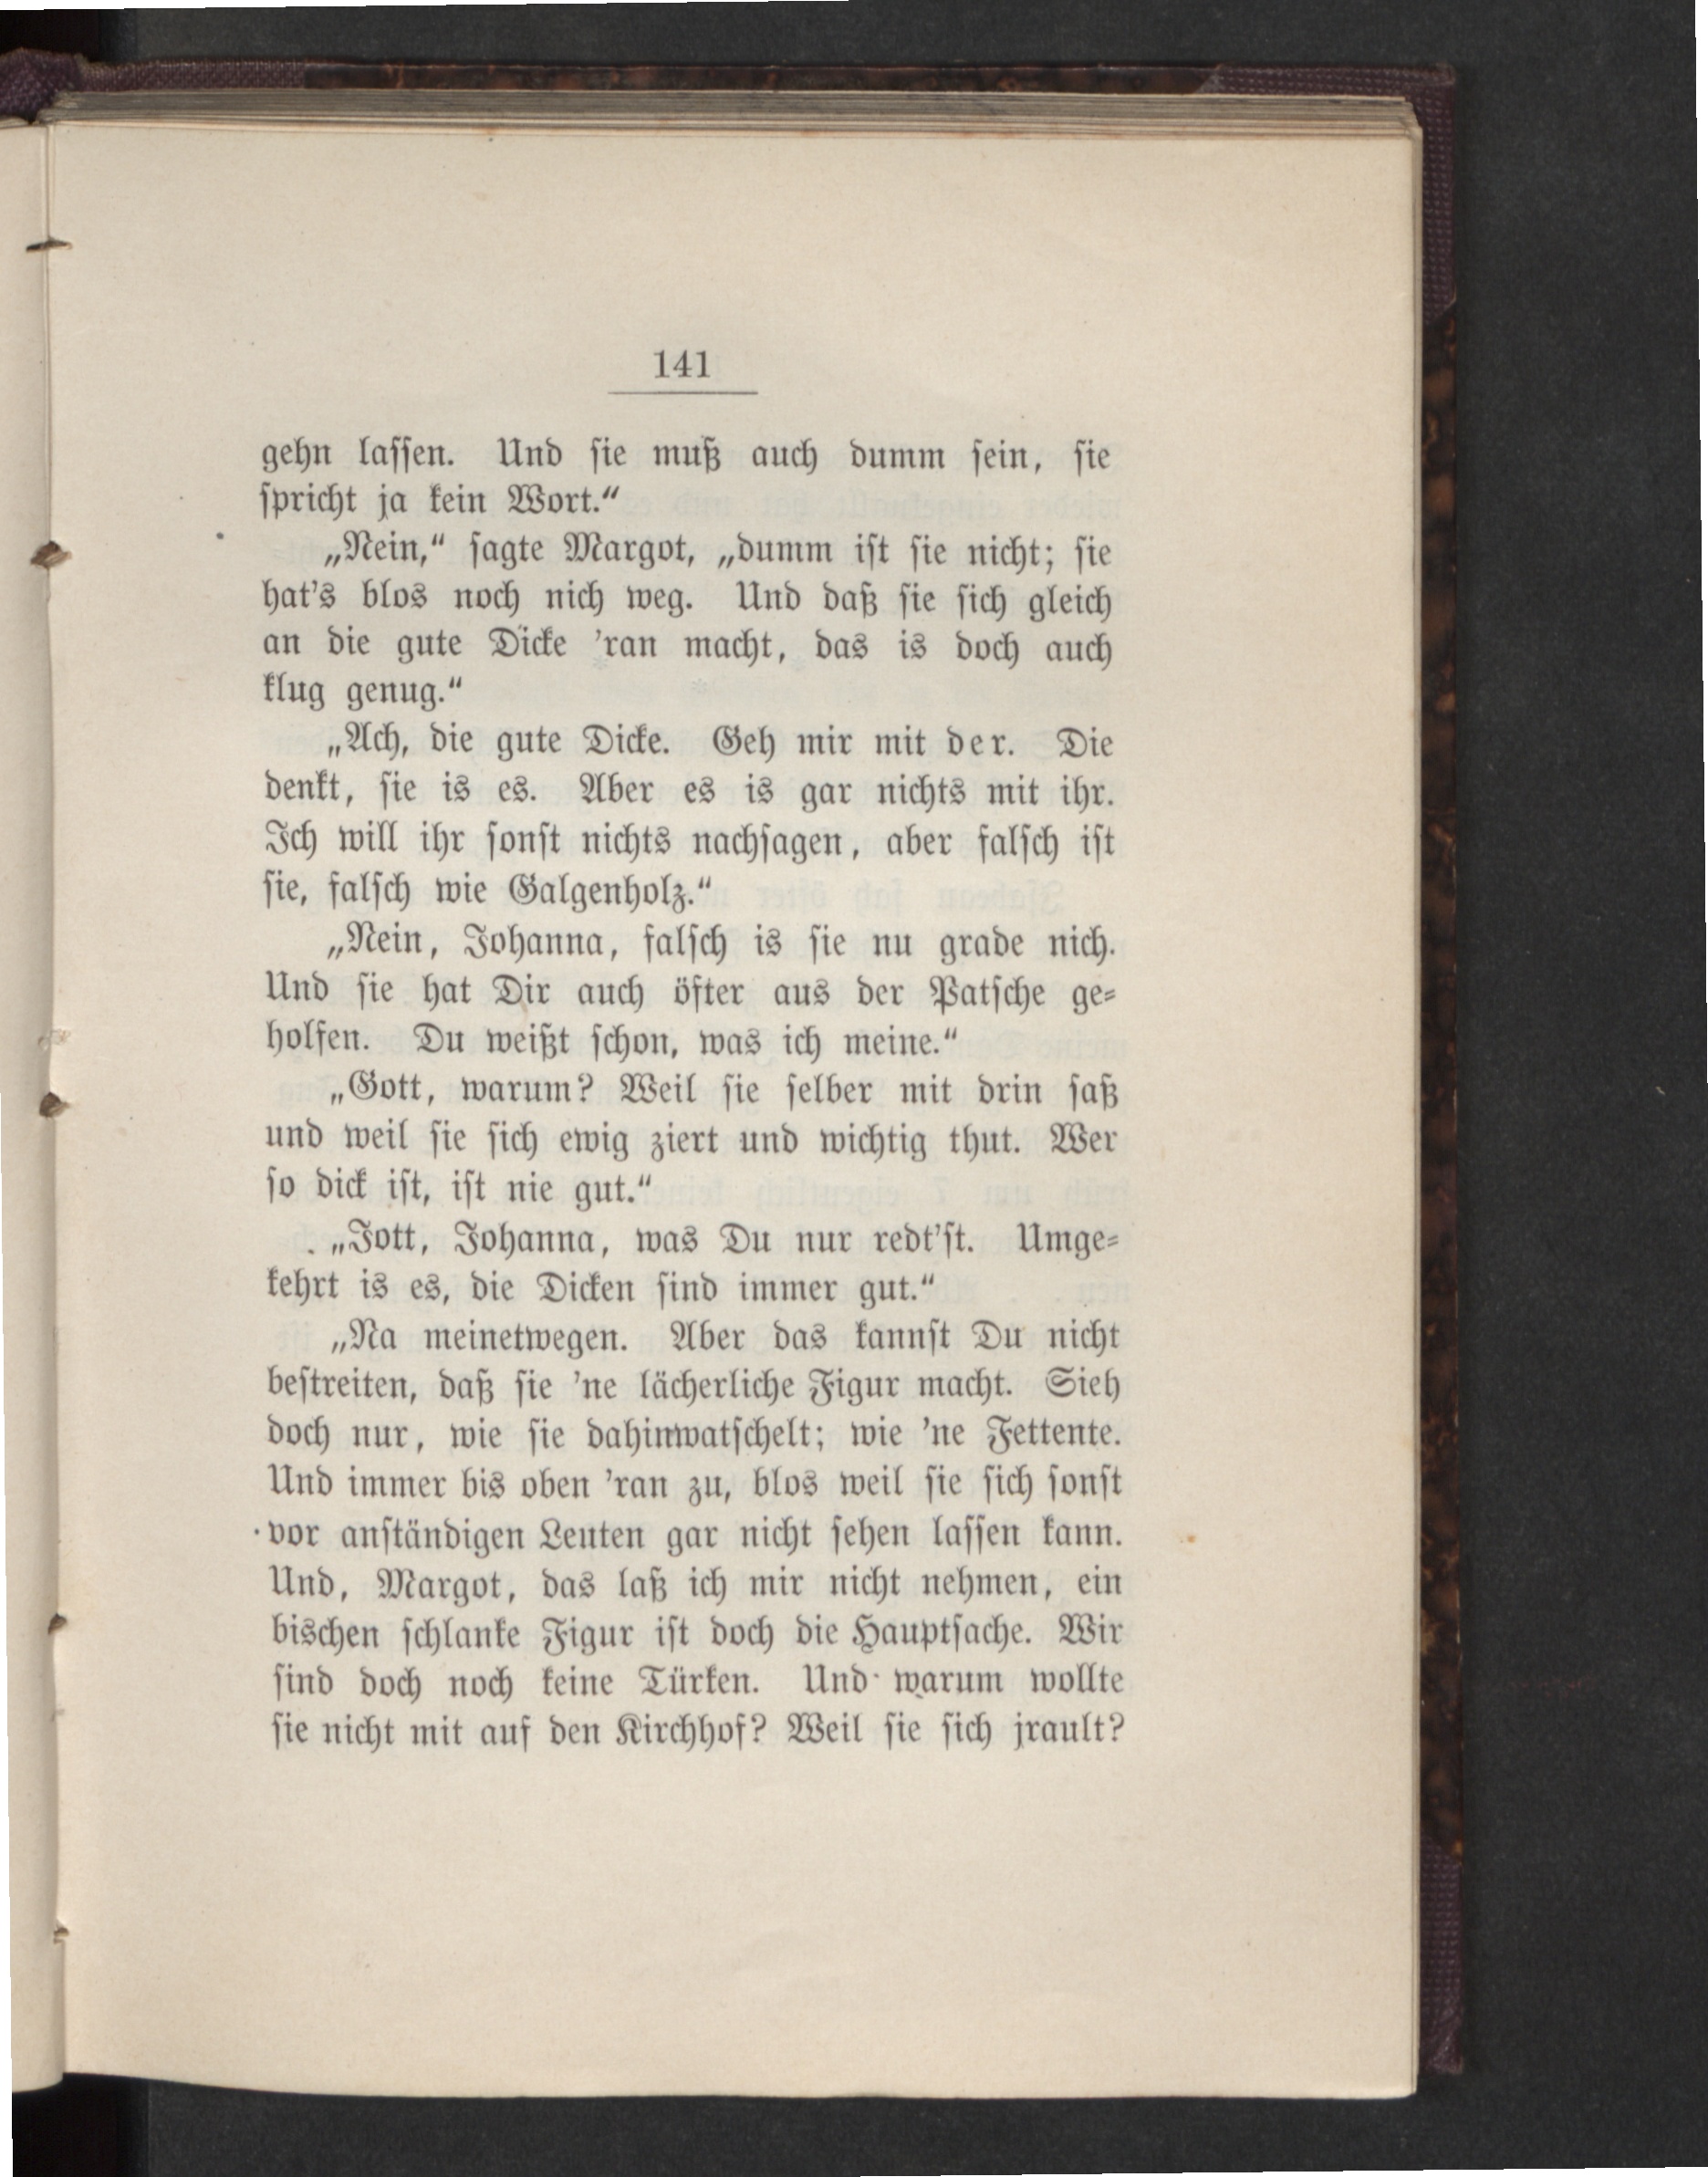 141
gehn lassen. Und sie muß auch dumm sein, sie
spricht ja kein Wort.“
„Nein,“ sagte Margot, „dumm ist sie nicht; sie
hat's blos noch nich weg. Und daß sie sich gleich
an die gute Dicke 'ran macht, das is doch auch
klug genug.“
„Ach, die gute Dicke. Geh mir mit der. Die
denkt, sie is es. Aber es is gar nichts mit ihr.
Ich will ihr sonst nichts nachsagen, aber falsch ist
sie, falsch wie Galgenholz.“
„Nein, Johanna, falsch is sie nu grade nich.
Und sie hat Dir auch öfter aus der Patsche ge-
holfen. Du weißt schon, was ich meine.“
„Gott, warum? Weil sie selber mit drin saß
und weil sie sich ewig ziert und wichtig thut. Wer
so dick ist, ist nie gut.“
„Jott, Johanna, was Du nur redt'st. Umge-
kehrt is es, die Dicken sind immer gut.“
„Na meinetwegen. Aber das kannst Du nicht
bestreiten, daß sie 'ne lächerliche Figur macht. Sieh
doch nur, wie sie dahinwatschelt; wie 'ne Fettente.
Und immer bis oben 'ran zu, blos weil sie sich sonst
vor anständigen Leuten gar nicht sehen lassen kann.
Und, Margot, das laß ich mir nicht nehmen, ein
bischen schlanke Figur ist doch die Hauptsache. Wir
sind doch noch keine Türken. Und warum wollte
sie nicht mit auf den Kirchhof? Weil sie sich jrault?